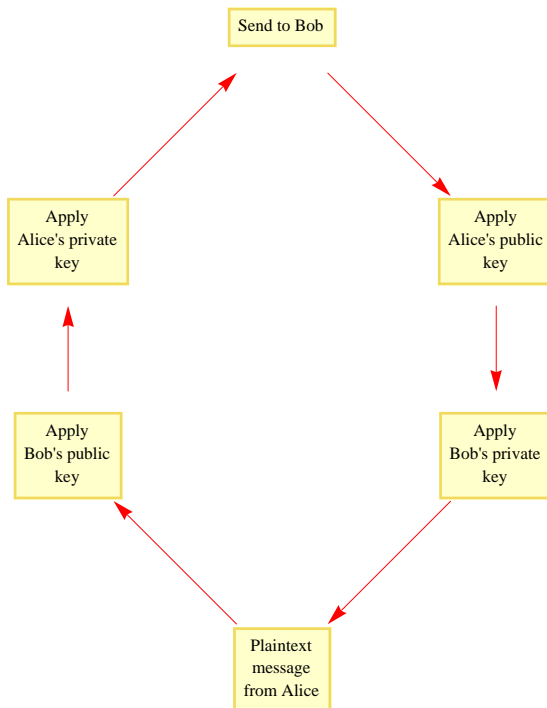 Send to Bob
Apply
Alice's private
key
Apply
Alice's public
key
Apply
Bob's public
key
Apply
Bob's private
key
Plaintext
message
from Alice